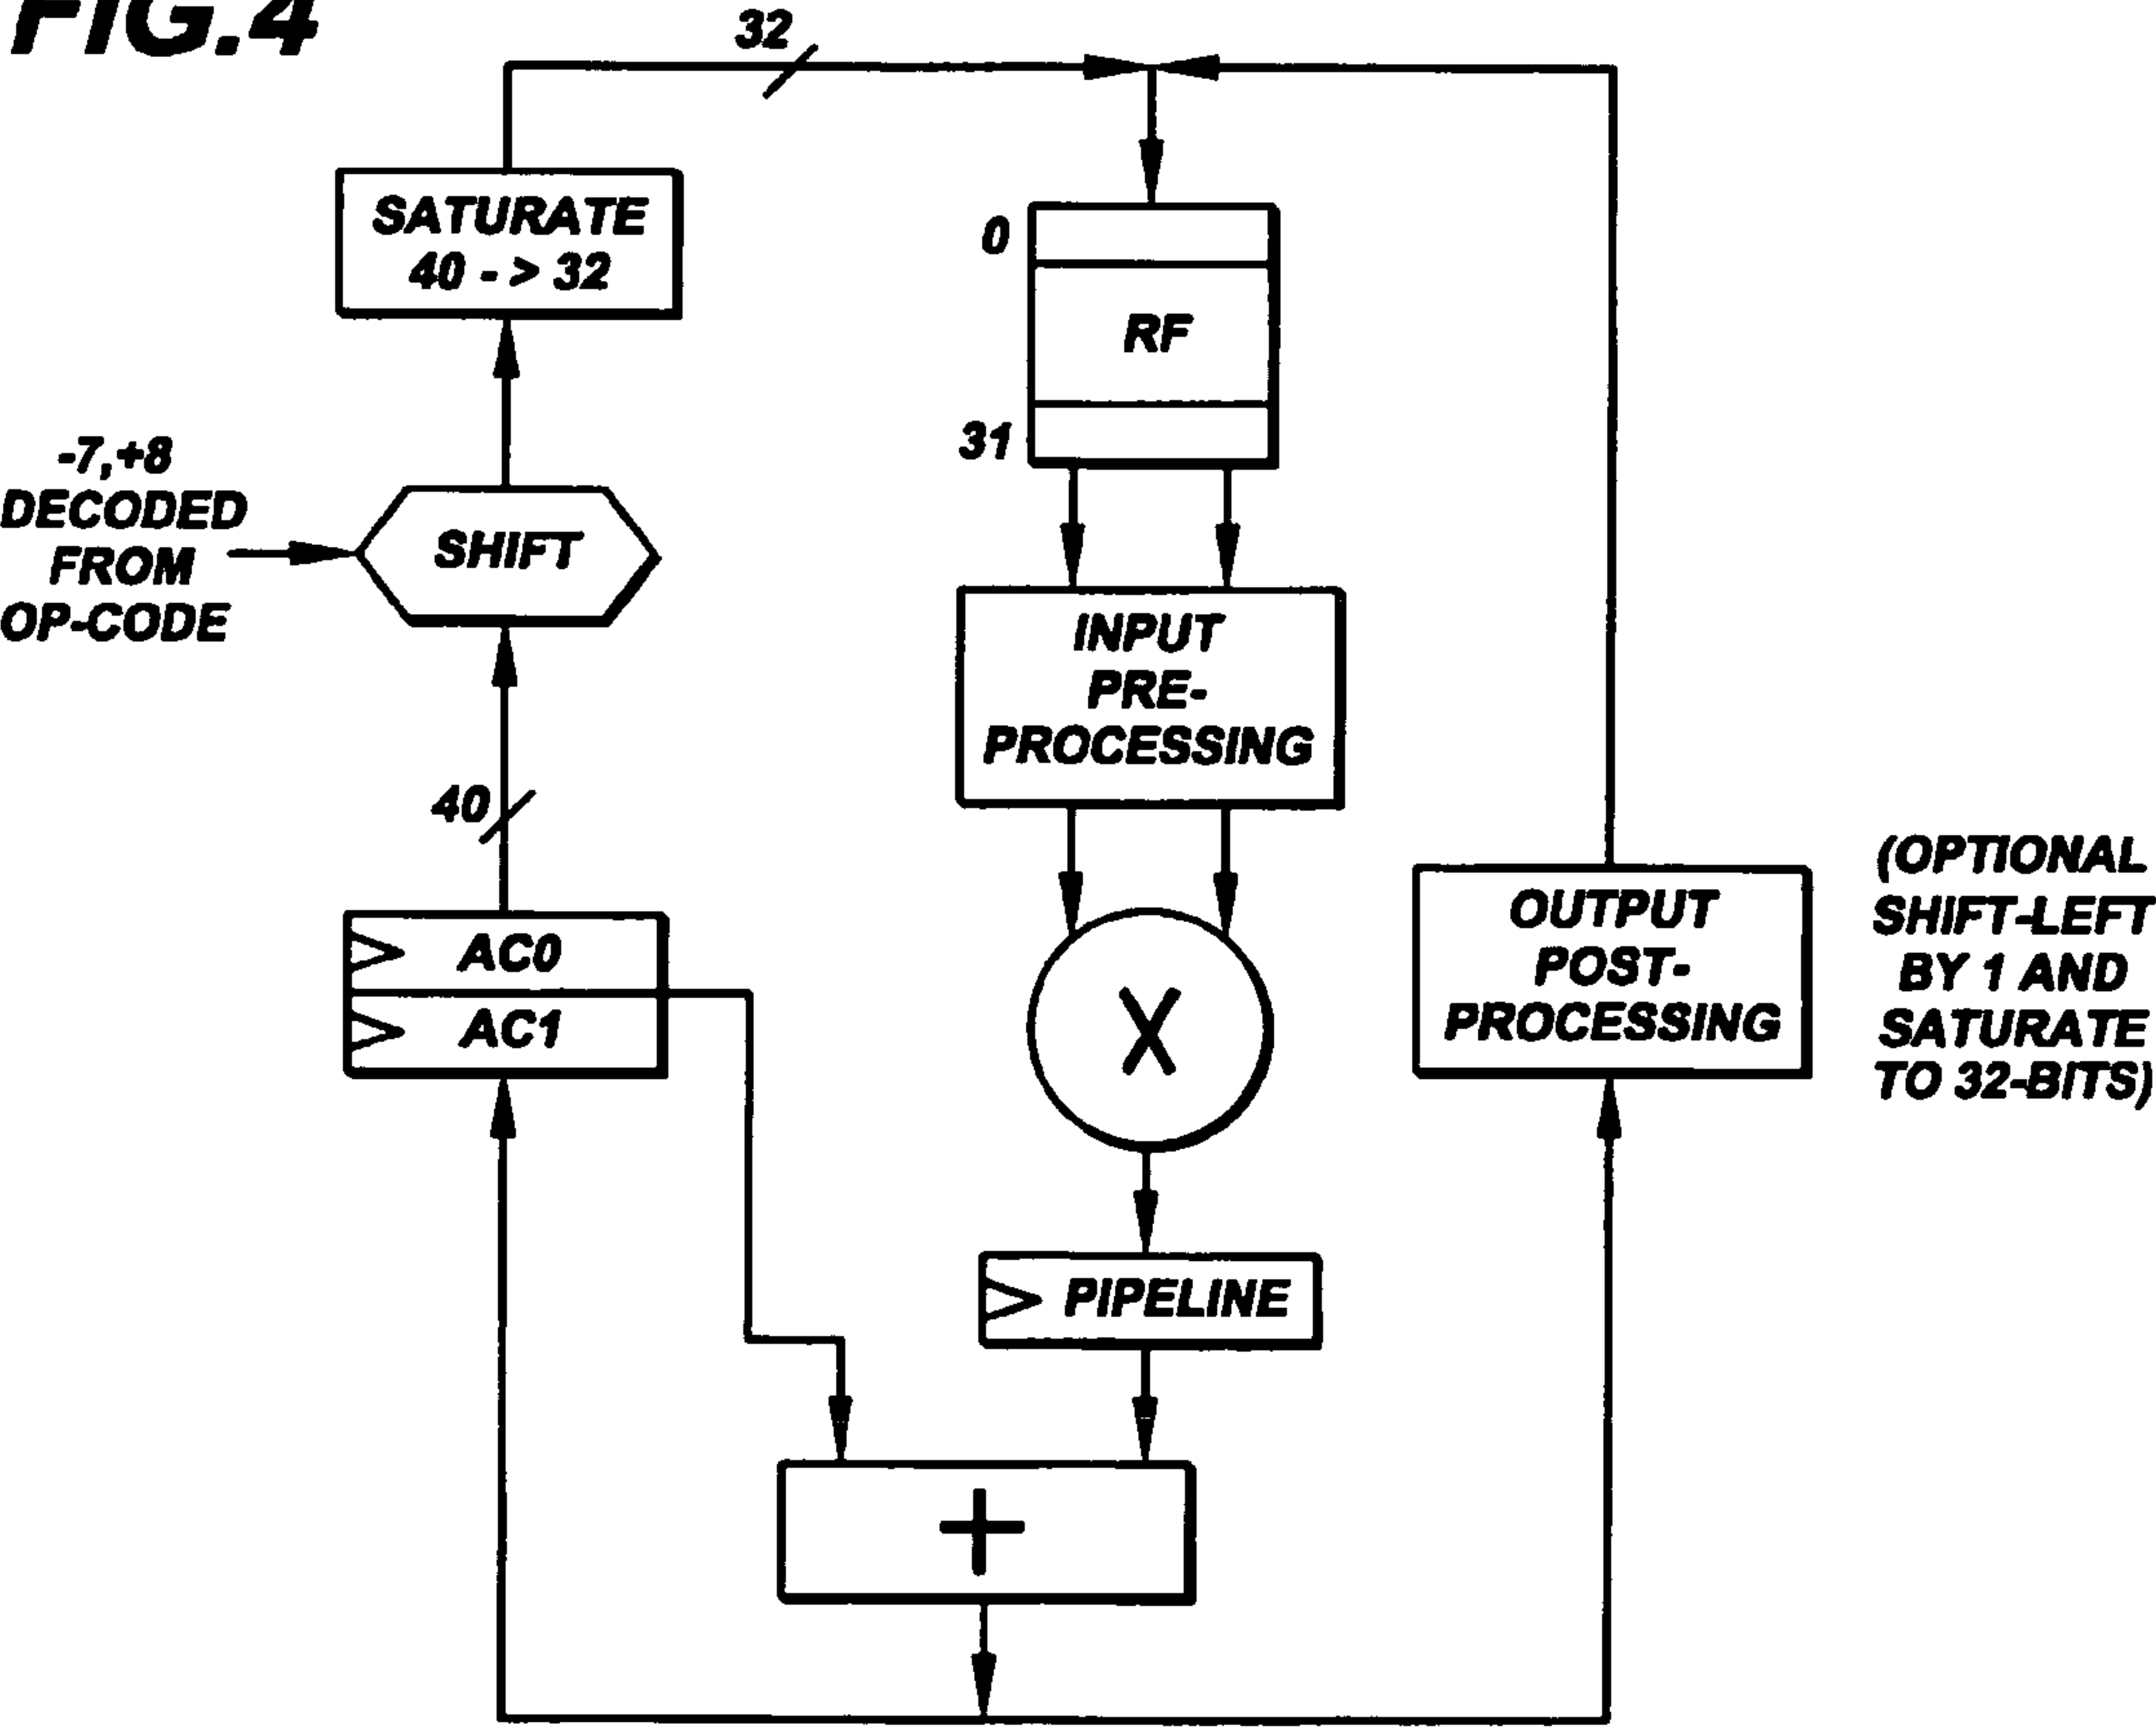 FIG.4
32
SATURATE
40 - > 32
0
RF
31
-7,+8
DECODED
FROM
OP-CODE
SHIFT
INPUT
PRE-
PROCESSING
40
AC0
AC1
X
OUTPUT
POST-
PROCESSING
(OPTIONAL
SHIFT-LEFT
BY 1 AND
SATURATE
TO 32-BITS)
PIPELINE
+